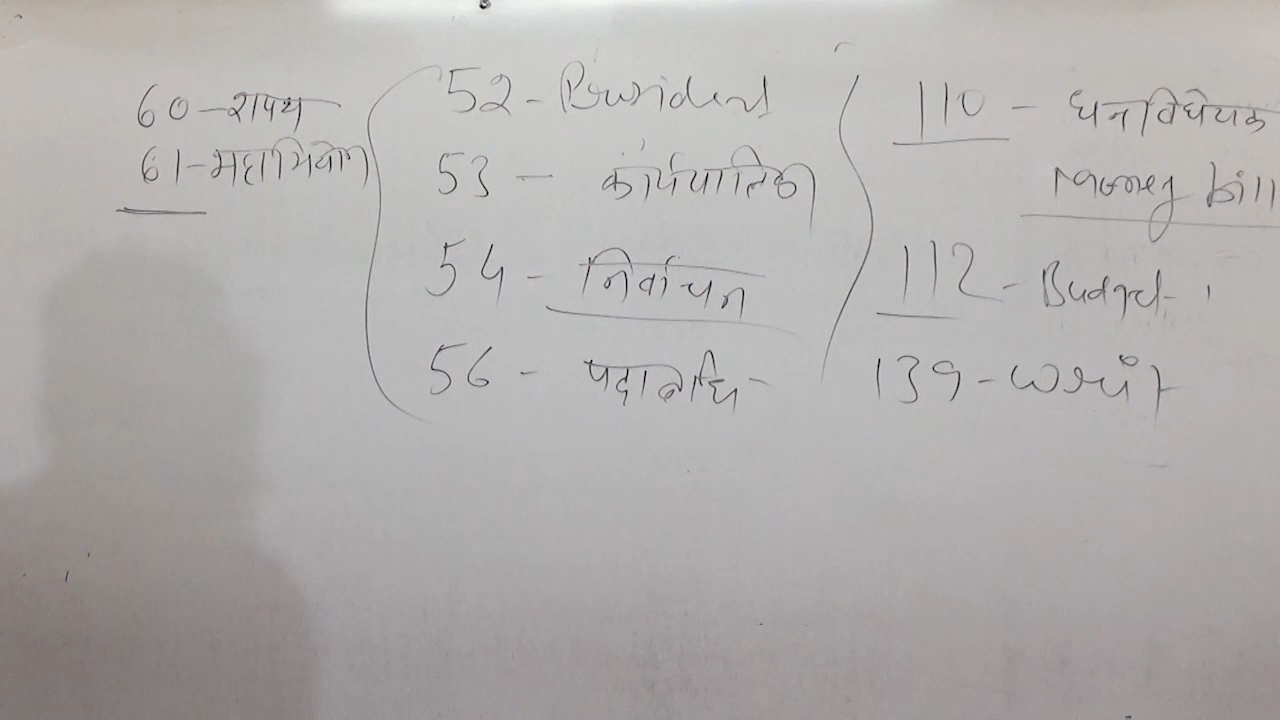 60-शपथ
61-महाभियोग
52-President
53-कार्यपालिका
54-निर्वाचन
56-पदावधि
110-धन विधेयक
money bill
112-Budget
139-writ